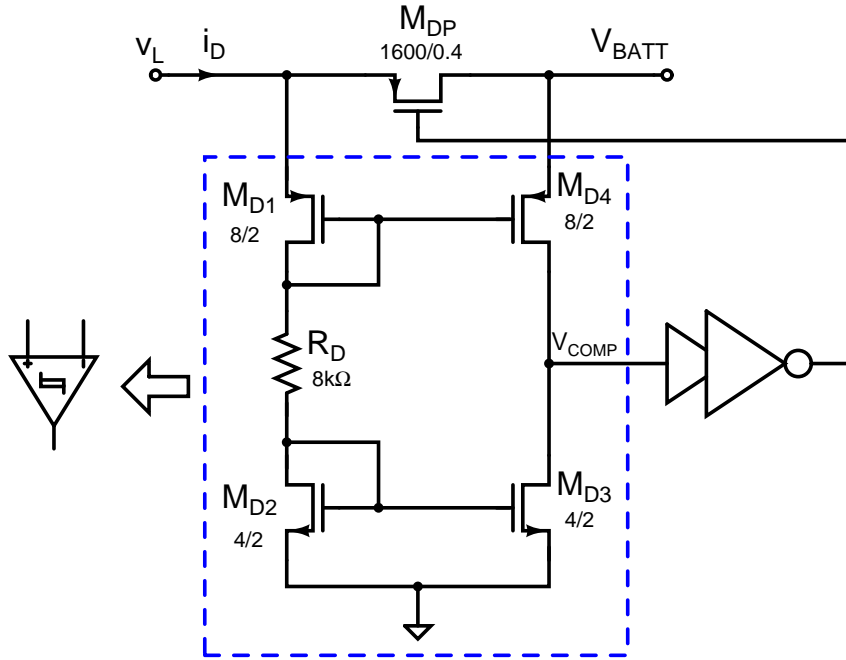 M_DP
1600/0.4
v_L
i_D
V_BATT
M_D1
8/2
M_D4
8/2
R_D
8kΩ
V_COMP
M_D2
4/2
M_D3
4/2